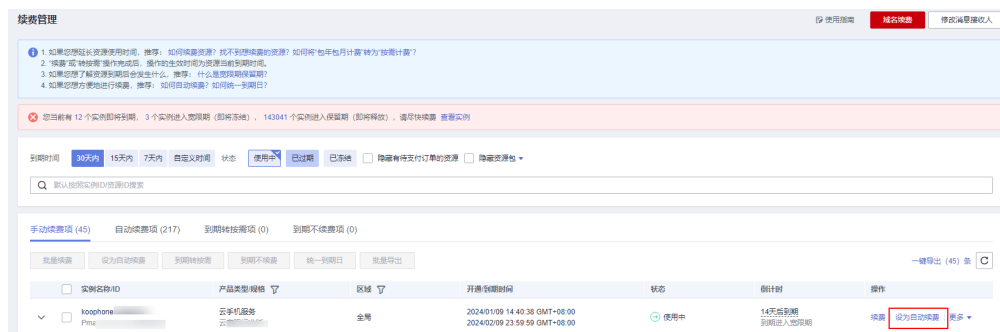 续费管理
使用指南 域名续费 修改消息接收人
1. 如果您想延长资源使用时间，推荐： 如何续费资源？找不到想续费的资源？如何将“包年包月计费”转为“按需计费”？
2. “续费”或“转按需”操作完成后，操作的生效时间为资源当前到期时间。
3. 如果您想了解资源到期后会发生什么，推荐： 什么是宽限期保留期？
4. 如果您想方便地进行续费，推荐： 如何自动续费？如何统一到期日？
您当前有 12 个实例即将到期， 3 个实例进入宽限期（即将冻结）， 143041 个实例进入保留期（即将释放），请尽快续费 查看实例
到期时间 30天内 15天内 7天内 自定义时间 状态 使用中 已过期 已冻结 隐藏有待支付订单的资源 隐藏资源包
默认按照实例ID/资源ID搜索
手动续费项 (45) 自动续费项 (217) 到期转按需项 (0) 到期不续费项 (0)
批量续费 设为自动续费 到期转按需 到期不续费 统一到期日 批量导出 一键导出 (45) 条
实例名称/ID 产品类型/规格 区域 开通/到期时间 状态 倒计时 操作
koophone 云手机服务 全局 2024/01/09 14:40:38 GMT+08:00 使用中 14天后到期 续费 设为自动续费 更多
Pma 2024/02/09 23:59:59 GMT+08:00 到期进入宽限期